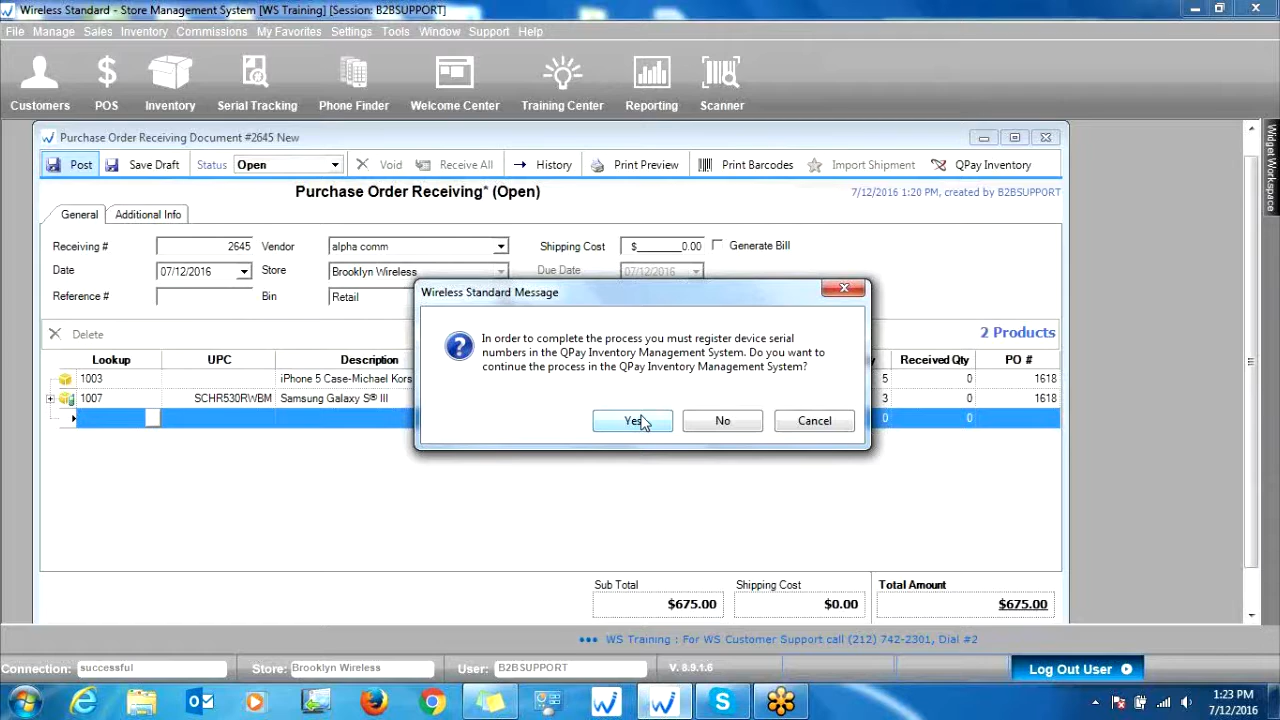 Wireless Standard - Store Management System [WS Training] [Session: B2BSUPPORT]
File Manage Sales Inventory Commissions My Favorites Settings Tools Window Support Help
Customers POS Inventory Serial Tracking Phone Finder Welcome Center Training Center Reporting Scanner
Purchase Order Receiving Document #2645 New
Post Save Draft Status Open Void Receive All History Print Preview Print Barcodes Import Shipment QPay Inventory
Purchase Order Receiving* (Open) 7/12/2016 1:20 PM, created by B2BSUPPORT
General Additional Info
Receiving # 2645 Vendor alpha comm Shipping Cost $_______0.00 Generate Bill
Date 07/12/2016 Store Brooklyn Wireless Due Date 07/12/2016
Reference # Bin Retail
Wireless Standard Message
Delete 2 Products
In order to complete the process you must register device serial
numbers in the QPay Inventory Management System. Do you want to
continue the process in the QPay Inventory Management System?
Yes No Cancel
Lookup UPC Description Received Qty PO #
1003 iPhone 5 Case-Michael Kors 5 0 1618
1007 SCHR530RWBM Samsung Galaxy S® III 3 0 1618
0 0
Sub Total Shipping Cost Total Amount
$675.00 $0.00 $675.00
WS Training : For WS Customer Support call (212) 742-2301, Dial #2
Connection: successful Store: Brooklyn Wireless User: B2BSUPPORT V. 8.9.1.6 Log Out User
Widget Workspace
1:23 PM
7/12/2016